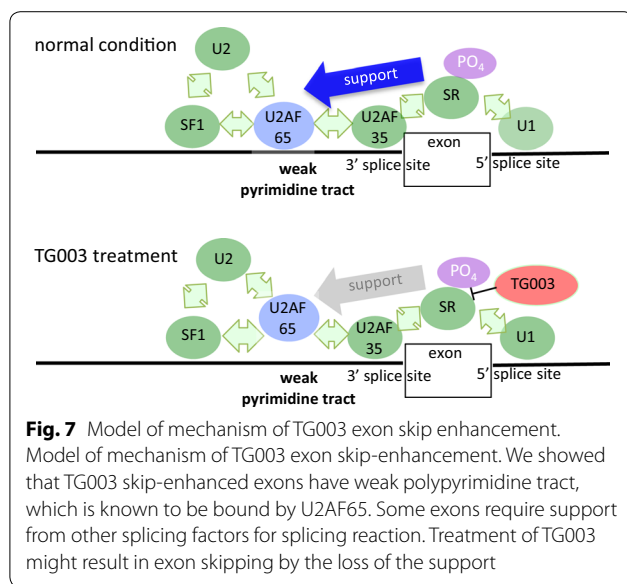 normal condition
U2
PO4
support
SR
SF1
U2AF
65
U2AF
35
U1
exon
weak
pyrimidine tract
3’ splice site
5’ splice site
TG003 treatment
U2
PO4
support
TG003
SR
SF1
U2AF
65
U2AF
35
U1
exon
weak
pyrimidine tract
3’ splice site
5’ splice site
Fig. 7 Model of mechanism of TG003 exon skip enhancement.
Model of mechanism of TG003 exon skip-enhancement. We showed
that TG003 skip-enhanced exons have weak polypyrimidine tract,
which is known to be bound by U2AF65. Some exons require support
from other splicing factors for splicing reaction. Treatment of TG003
might result in exon skipping by the loss of the support